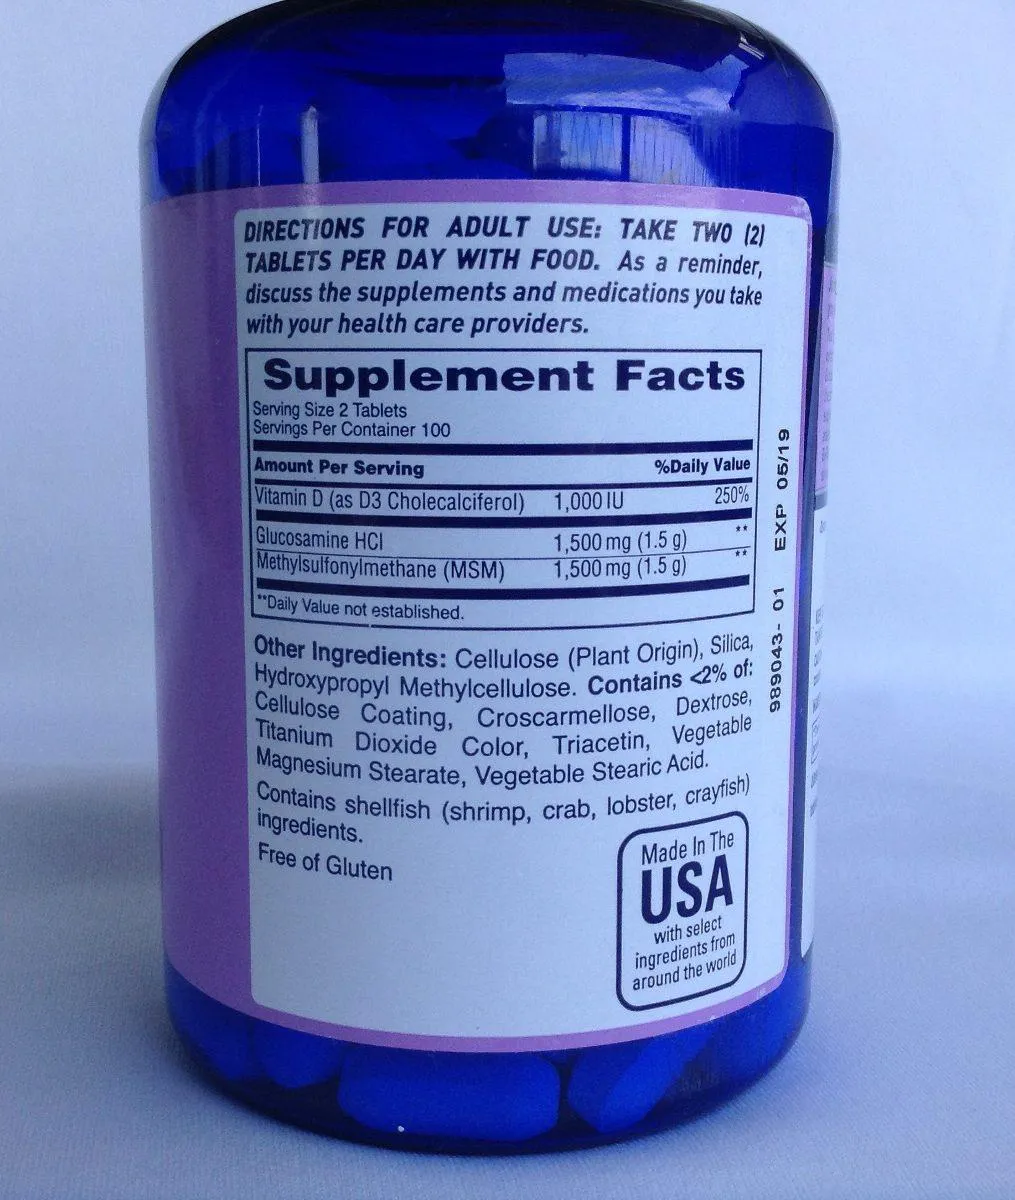 DIRECTIONS FOR ADULT USE: TAKE TWO (2)
TABLETS PER DAY WITH FOOD. As a reminder,
discuss the supplements and medications you take
with your health care providers.
Supplement Facts
Serving Size 2 Tablets
Servings Per Container 100
Amount Per Serving %Daily Value
Vitamin D (as D3 Cholecalciferol) 1,000 IU 250%
Glucosamine HCl 1,500 mg (1.5 g) **
Methylsulfonylmethane (MSM) 1,500 mg (1.5 g) **
**Daily Value not established.
Other Ingredients: Cellulose (Plant Origin), Silica,
Hydroxypropyl Methylcellulose. Contains <2% of:
Cellulose Coating, Croscarmellose, Dextrose,
Titanium Dioxide Color, Triacetin, Vegetable
Magnesium Stearate, Vegetable Stearic Acid.
Contains shellfish (shrimp, crab, lobster, crayfish)
ingredients.
Free of Gluten
Made In The
USA
with select
ingredients from
around the world
989043- 01 EXP 05/19